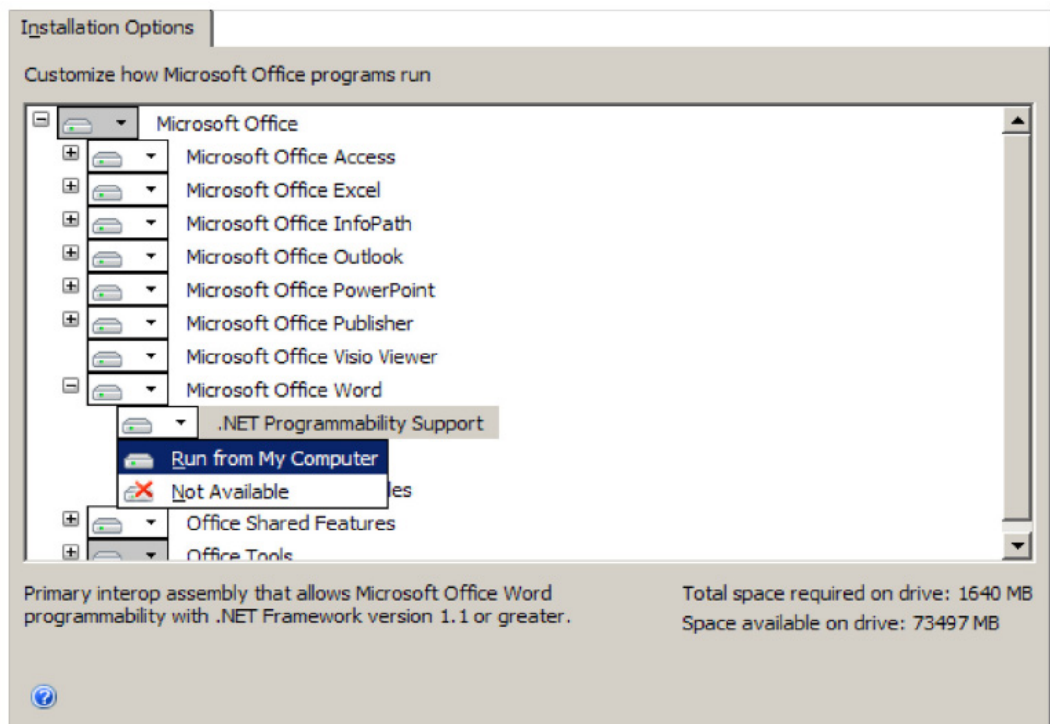 Installation Options
Customize how Microsoft Office programs run
Microsoft Office
Microsoft Office Access
Microsoft Office Excel
Microsoft Office InfoPath
Microsoft Office Outlook
Microsoft Office PowerPoint
Microsoft Office Publisher
Microsoft Office Visio Viewer
Microsoft Office Word
.NET Programmability Support
Run from My Computer
Not Available
Office Shared Features
Office Tools
Primary interop assembly that allows Microsoft Office Word
programmability with .NET Framework version 1.1 or greater.
Total space required on drive: 1640 MB
Space available on drive: 73497 MB